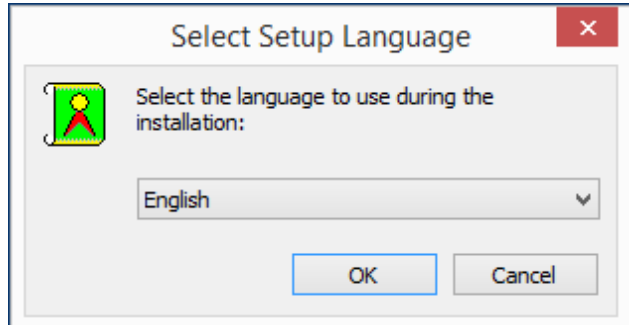 Select Setup Language
Select the language to use during the
installation:
English
OK
Cancel